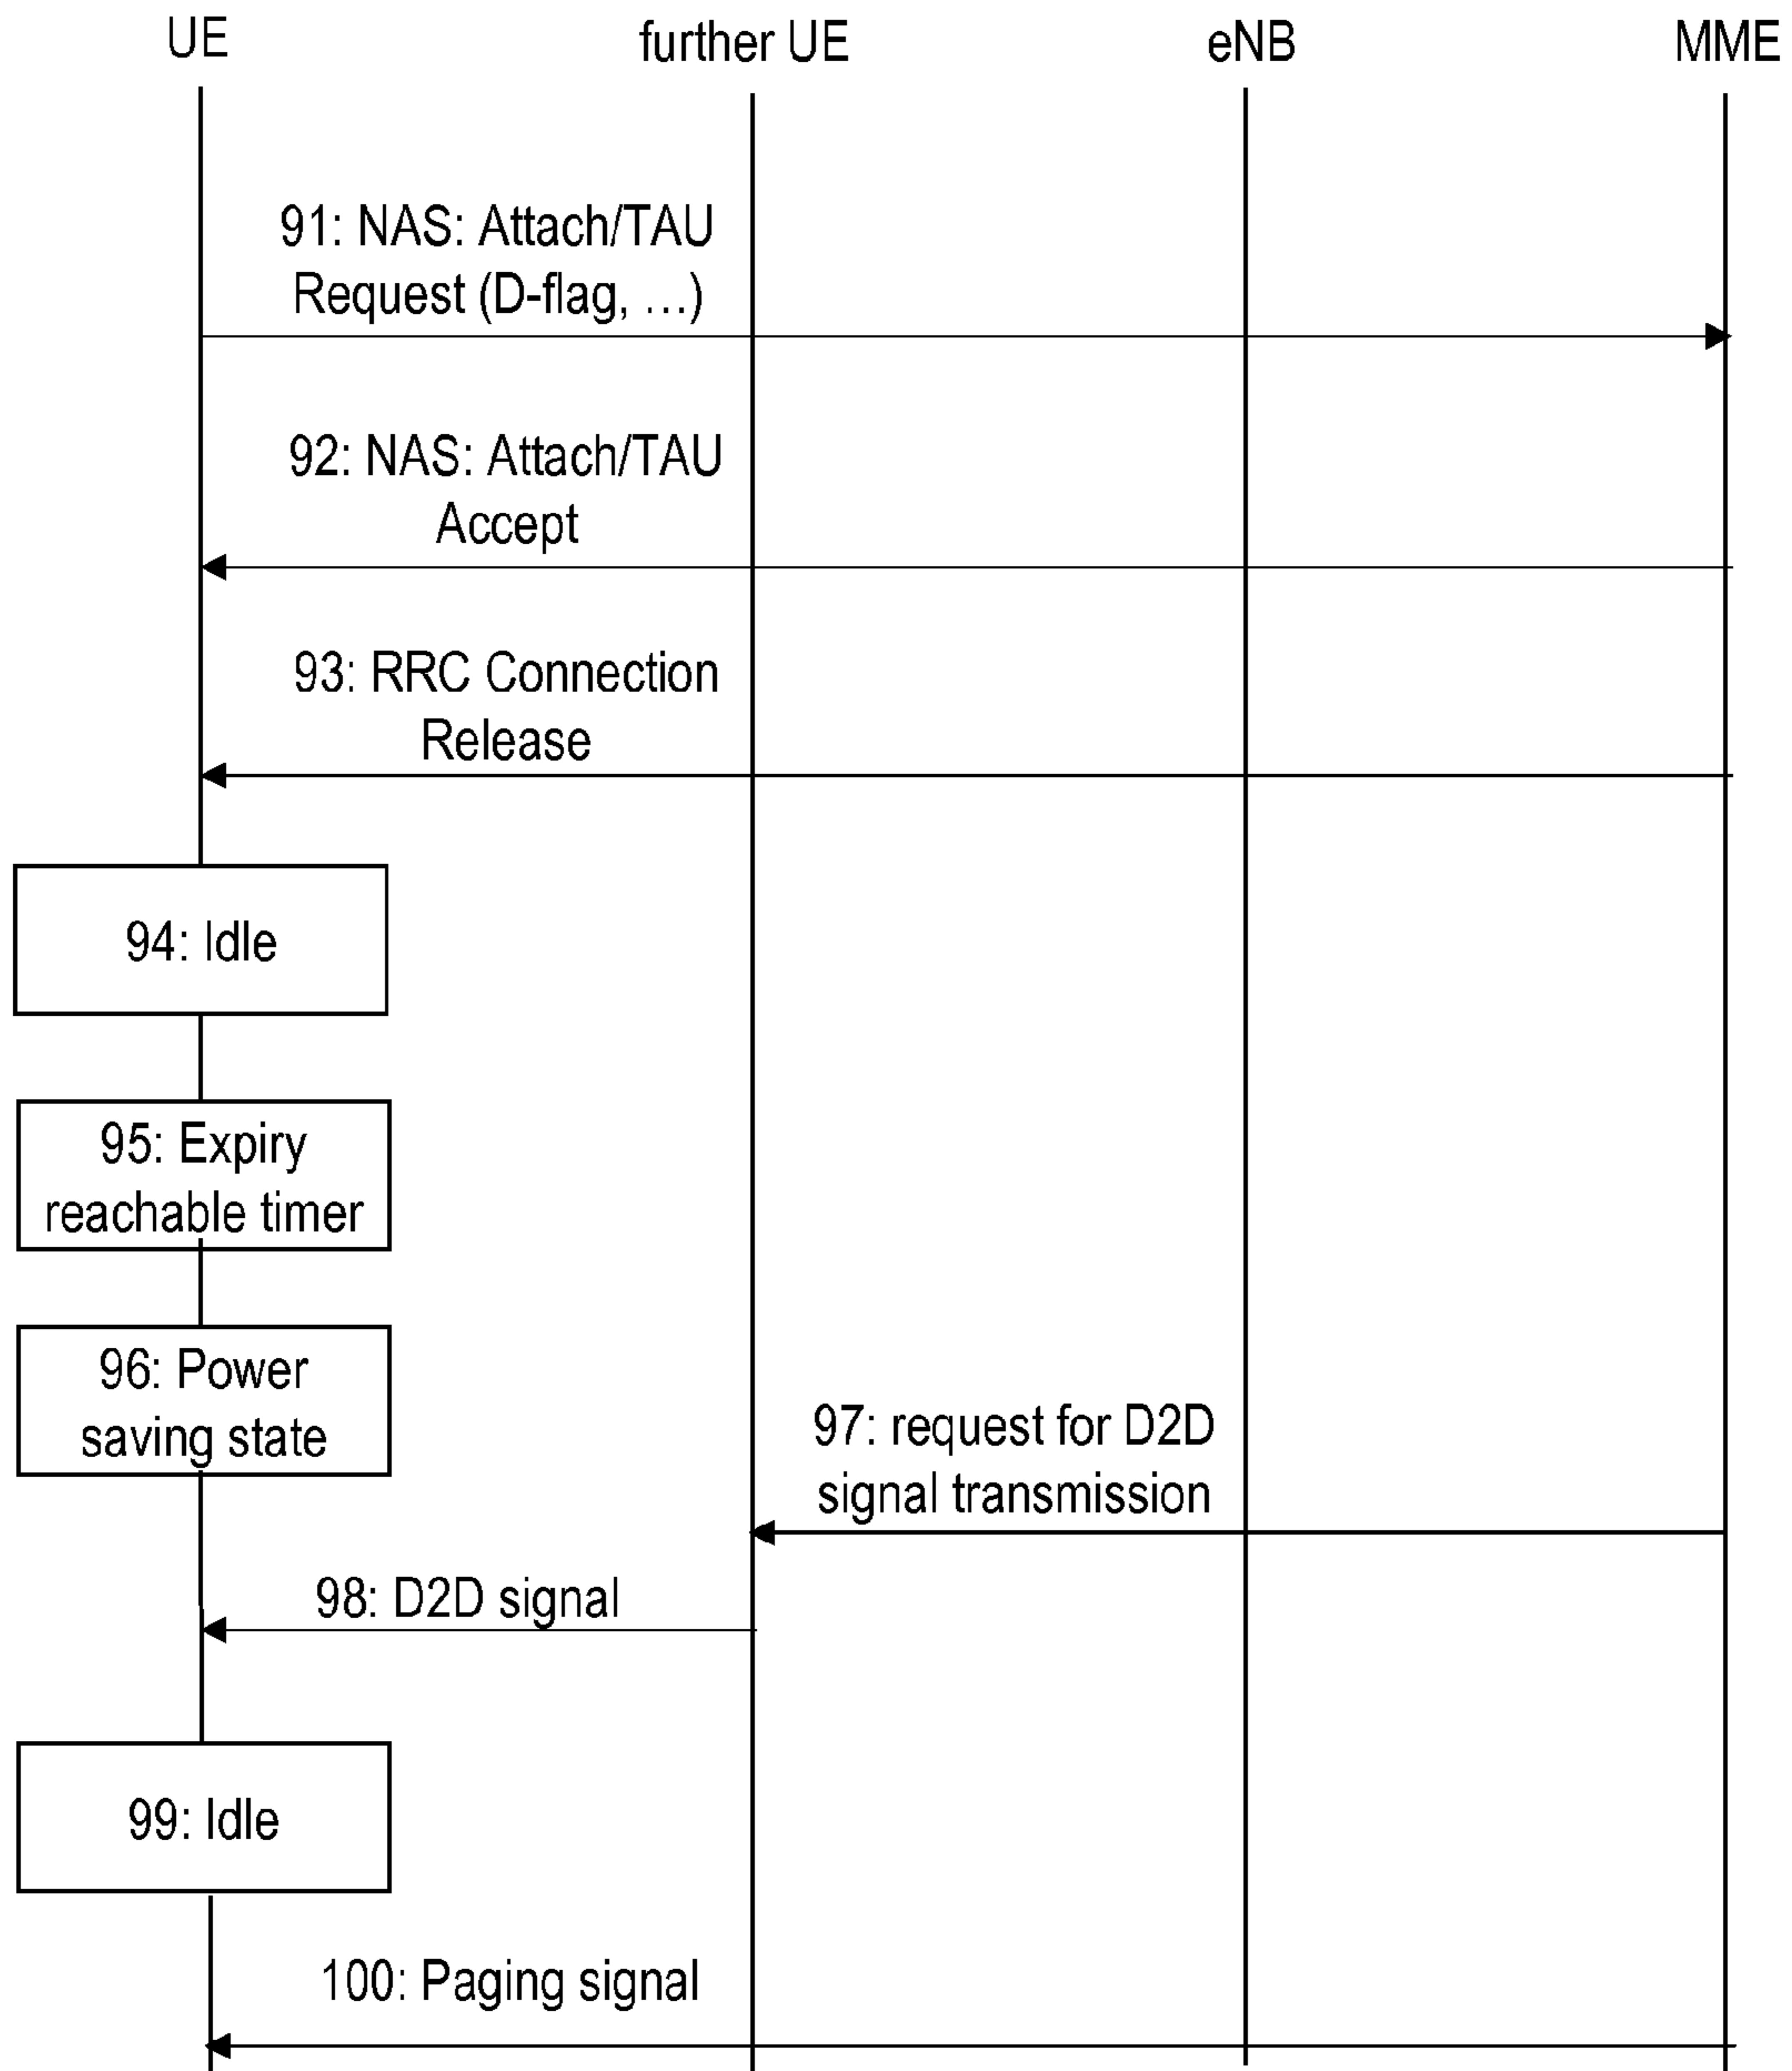 UE
further UE
eNB
MME
91: NAS: Attach/TAU
Request (D-flag, …)
92: NAS: Attach/TAU
Accept
93: RRC Connection
Release
94: Idle
95: Expiry
reachable timer
96: Power
saving state
97: request for D2D
signal transmission
98: D2D signal
99: Idle
100: Paging signal